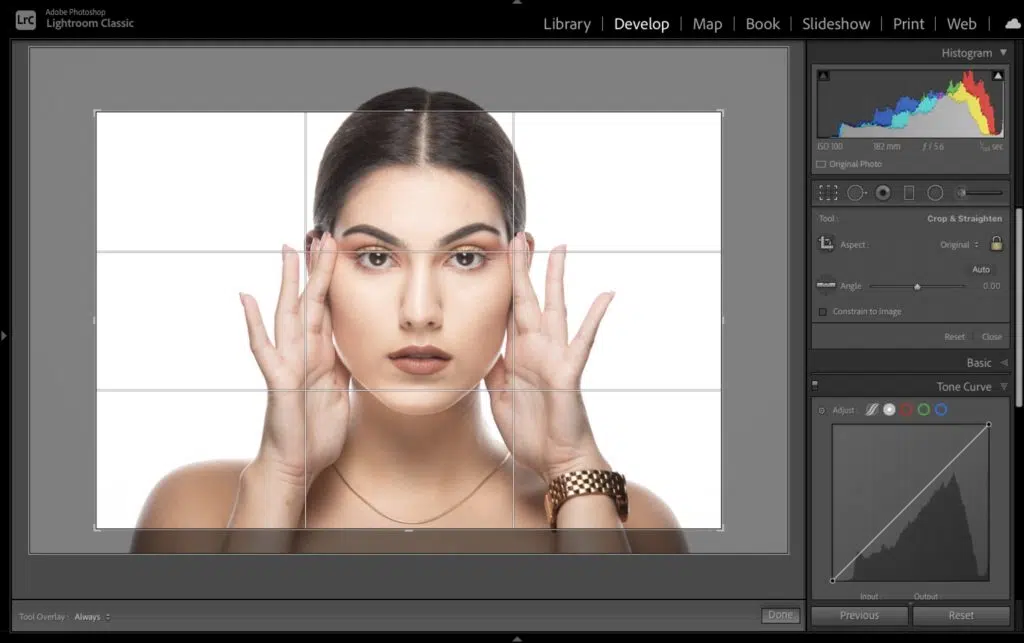 LrC
Adobe Photoshop
Lightroom Classic
Library | Develop | Map | Book | Slideshow | Print | Web |
Histogram
ISO 100 182 mm ƒ / 5.6 sec
Original Photo
Tool : Crop & Straighten
Aspect : Original
Auto
Angle 0.00
Constrain to Image
Reset Close
Basic
Tone Curve
Adjust :
Input : Output :
Tool Overlay : Always
Done
Previous Reset